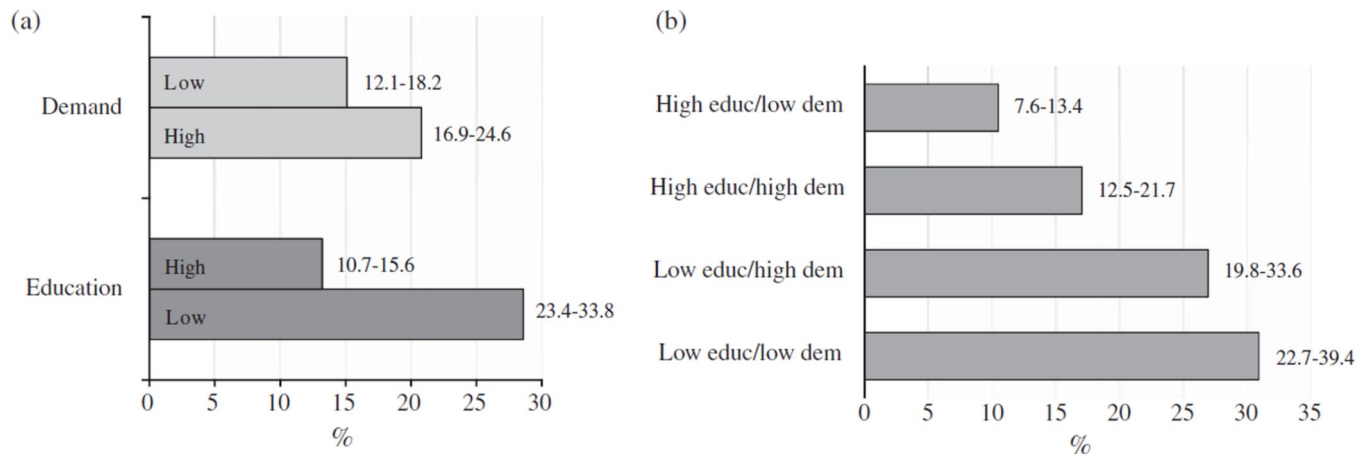 (a)
Demand
Low
12.1-18.2
High
16.9-24.6
Education
High
10.7-15.6
Low
23.4-33.8
0 5 10 15 20 25 30
%
(b)
High educ/low dem
7.6-13.4
High educ/high dem
12.5-21.7
Low educ/high dem
19.8-33.6
Low educ/low dem
22.7-39.4
0 5 10 15 20 25 30 35
%